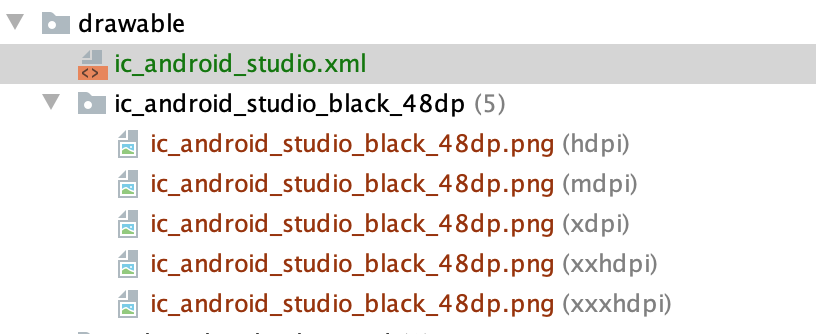 drawable
ic_android_studio.xml
ic_android_studio_black_48dp (5)
ic_android_studio_black_48dp.png (hdpi)
ic_android_studio_black_48dp.png (mdpi)
ic_android_studio_black_48dp.png (xdpi)
ic_android_studio_black_48dp.png (xxhdpi)
ic_android_studio_black_48dp.png (xxxhdpi)